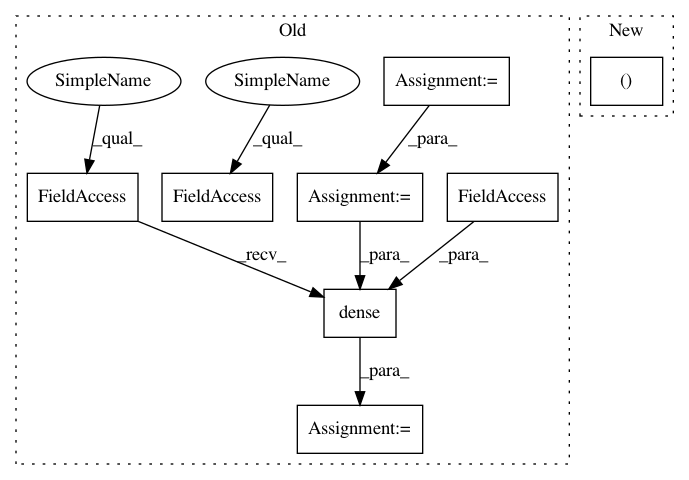 Old
New
SimpleName
SimpleName
Assignment:=
()
_qual_
_qual_
_para_
FieldAccess
FieldAccess
Assignment:=
FieldAccess
_recv_
_para_
_para_
dense
_para_
Assignment:=